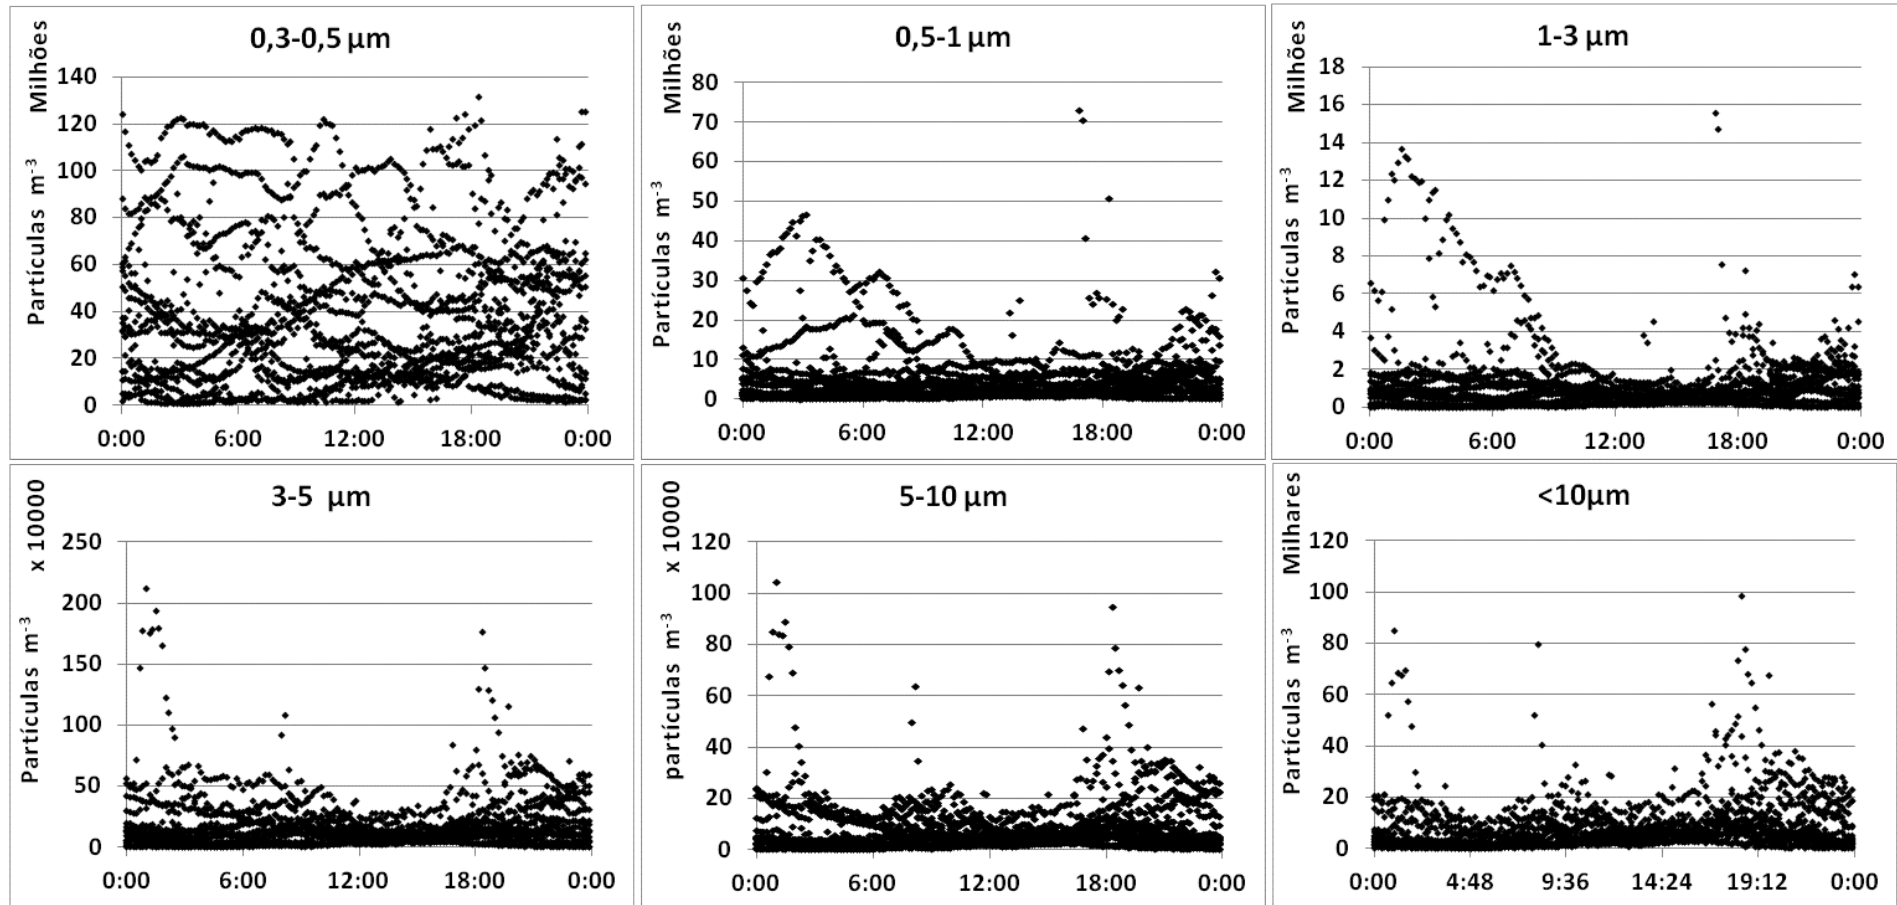 0,3-0,5 µm
Partículas m-3 Milhões
140
120
100
80
60
40
20
0
0:00 6:00 12:00 18:00 0:00
0,5-1 µm
Partículas m-3 Milhões
80
70
60
50
40
30
20
10
0
0:00 6:00 12:00 18:00 0:00
1-3 µm
Partículas m-3 Milhões
18
16
14
12
10
8
6
4
2
0
0:00 6:00 12:00 18:00 0:00
3-5 µm
Partículas m-3 x 10000
250
200
150
100
50
0
0:00 6:00 12:00 18:00 0:00
5-10 µm
partículas m-3 x 10000
120
100
80
60
40
20
0
0:00 6:00 12:00 18:00 0:00
<10µm
Partículas m-3 Milhares
120
100
80
60
40
20
0
0:00 4:48 9:36 14:24 19:12 0:00